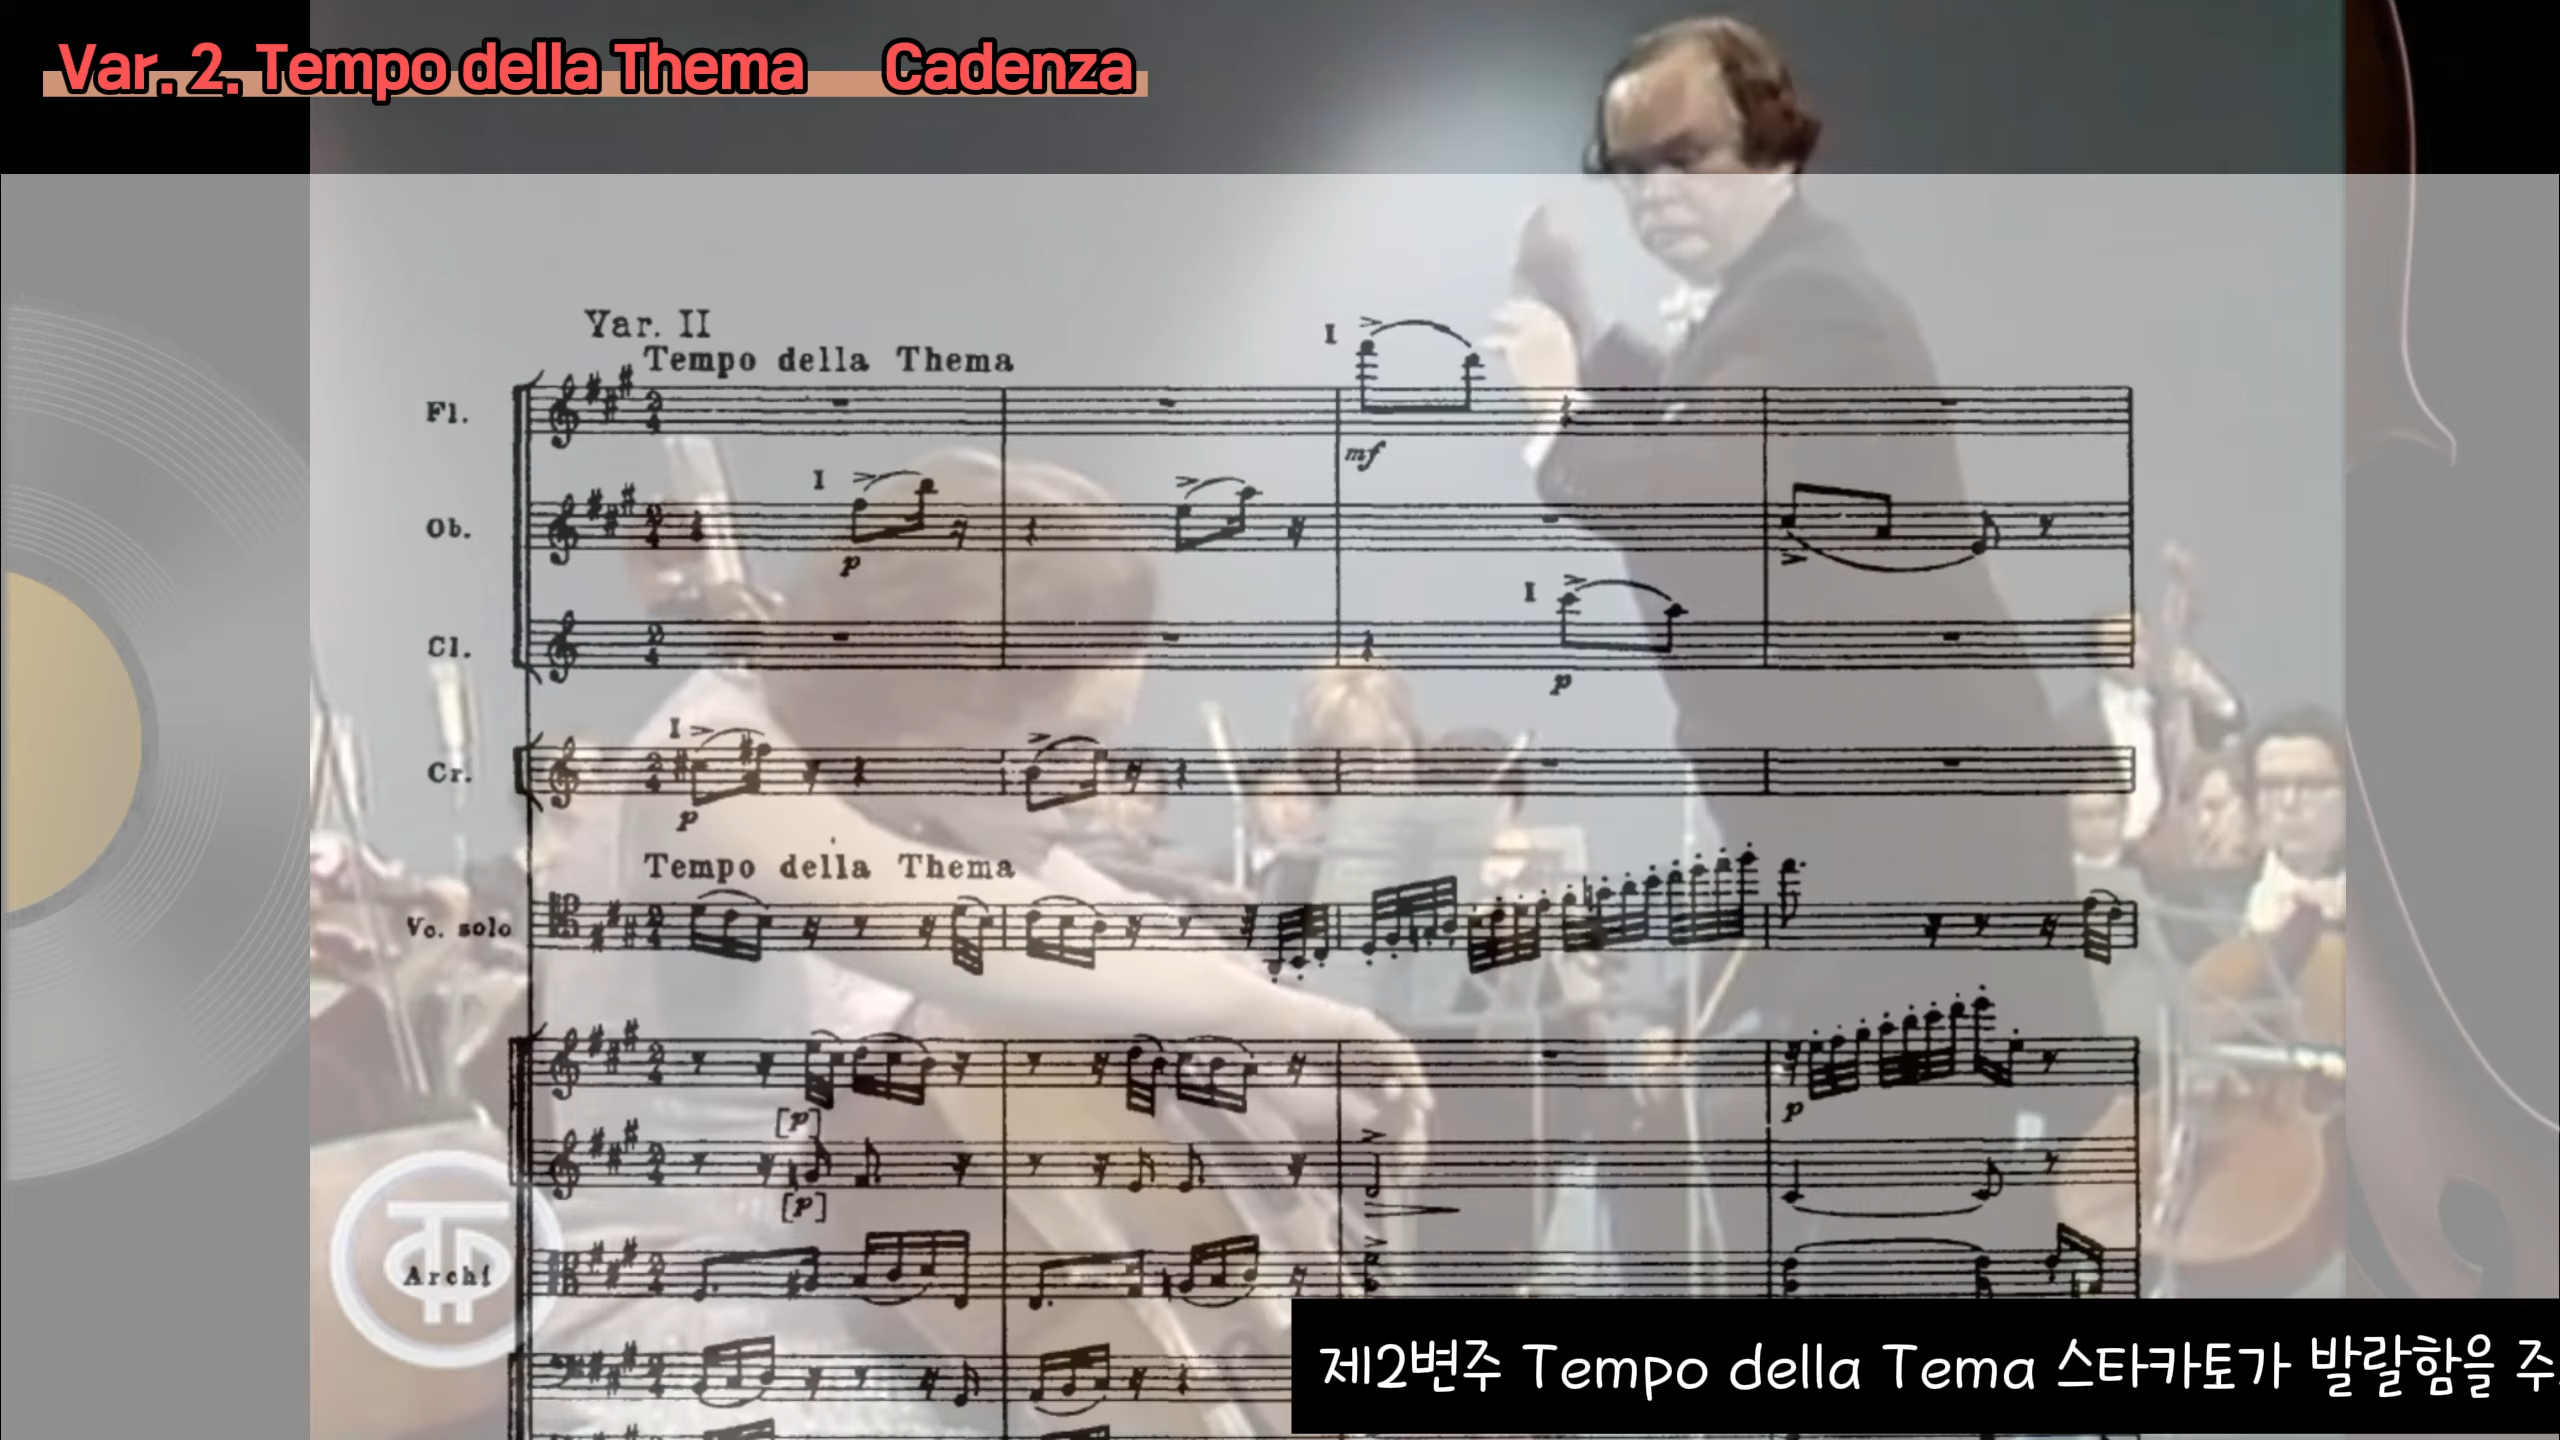 Var. 2. Tempo della Thema Cadenza
Var. II
Tempo della Thema
I
Fl.
mf
I
Ob.
p
I
Cl.
p
I
Cr.
p
Tempo della Thema
Vc. solo
[p]
p
[p]
Archi
제2변주 Tempo della Tema 스타카토가 발랄함을 주